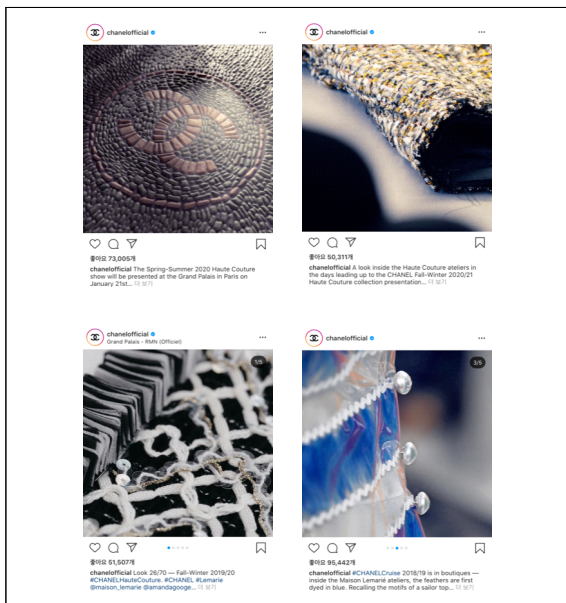 chanelofficial
chanelofficial
좋아요 73,005개
chanelofficial The Spring-Summer 2020 Haute Couture
show will be presented at the Grand Palais in Paris on
January 21st... 더 보기
좋아요 50,311개
chanelofficial A look inside the Haute Couture ateliers in
the days leading up to the CHANEL Fall-Winter 2020/21
Haute Couture collection presentation... 더 보기
chanelofficial
Grand Palais - RMN (Officiel)
1/5
chanelofficial
3/5
좋아요 51,507개
chanelofficial Look 26/70 — Fall-Winter 2019/20
#CHANELHauteCouture. #CHANEL #Lemarie
@maison_lemarie @amandagooge... 더 보기
좋아요 95,442개
chanelofficial #CHANELCruise 2018/19 is in boutiques —
inside the Maison Lemarié ateliers, the feathers are first
dyed in blue. Recalling the motifs of a sailor top... 더 보기